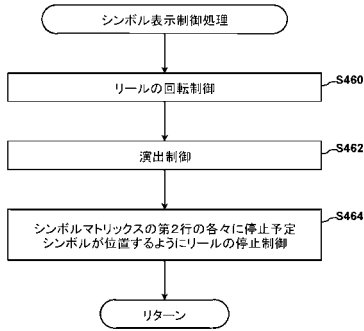 シンボル表示制御処理
リールの回転制御
S460
演出制御
S462
シンボルマトリックスの第2行の各々に停止予定
シンボルが位置するようにリールの停止制御
S464
リターン